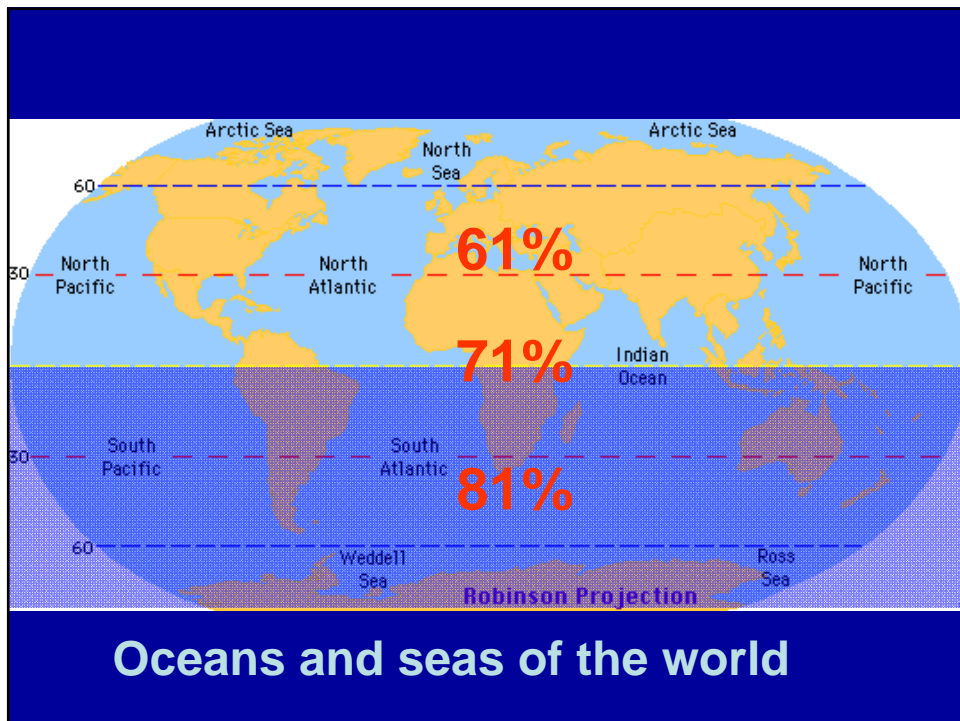 Arctic Sea
Arctic Sea
North
Sea
60
61%
30
North
Pacific
North
Atlantic
North
Pacific
71%
Indian
Ocean
30
South
Pacific
South
Atlantic
81%
60
Weddell
Sea
Ross
Sea
Robinson Projection
Oceans and seas of the world